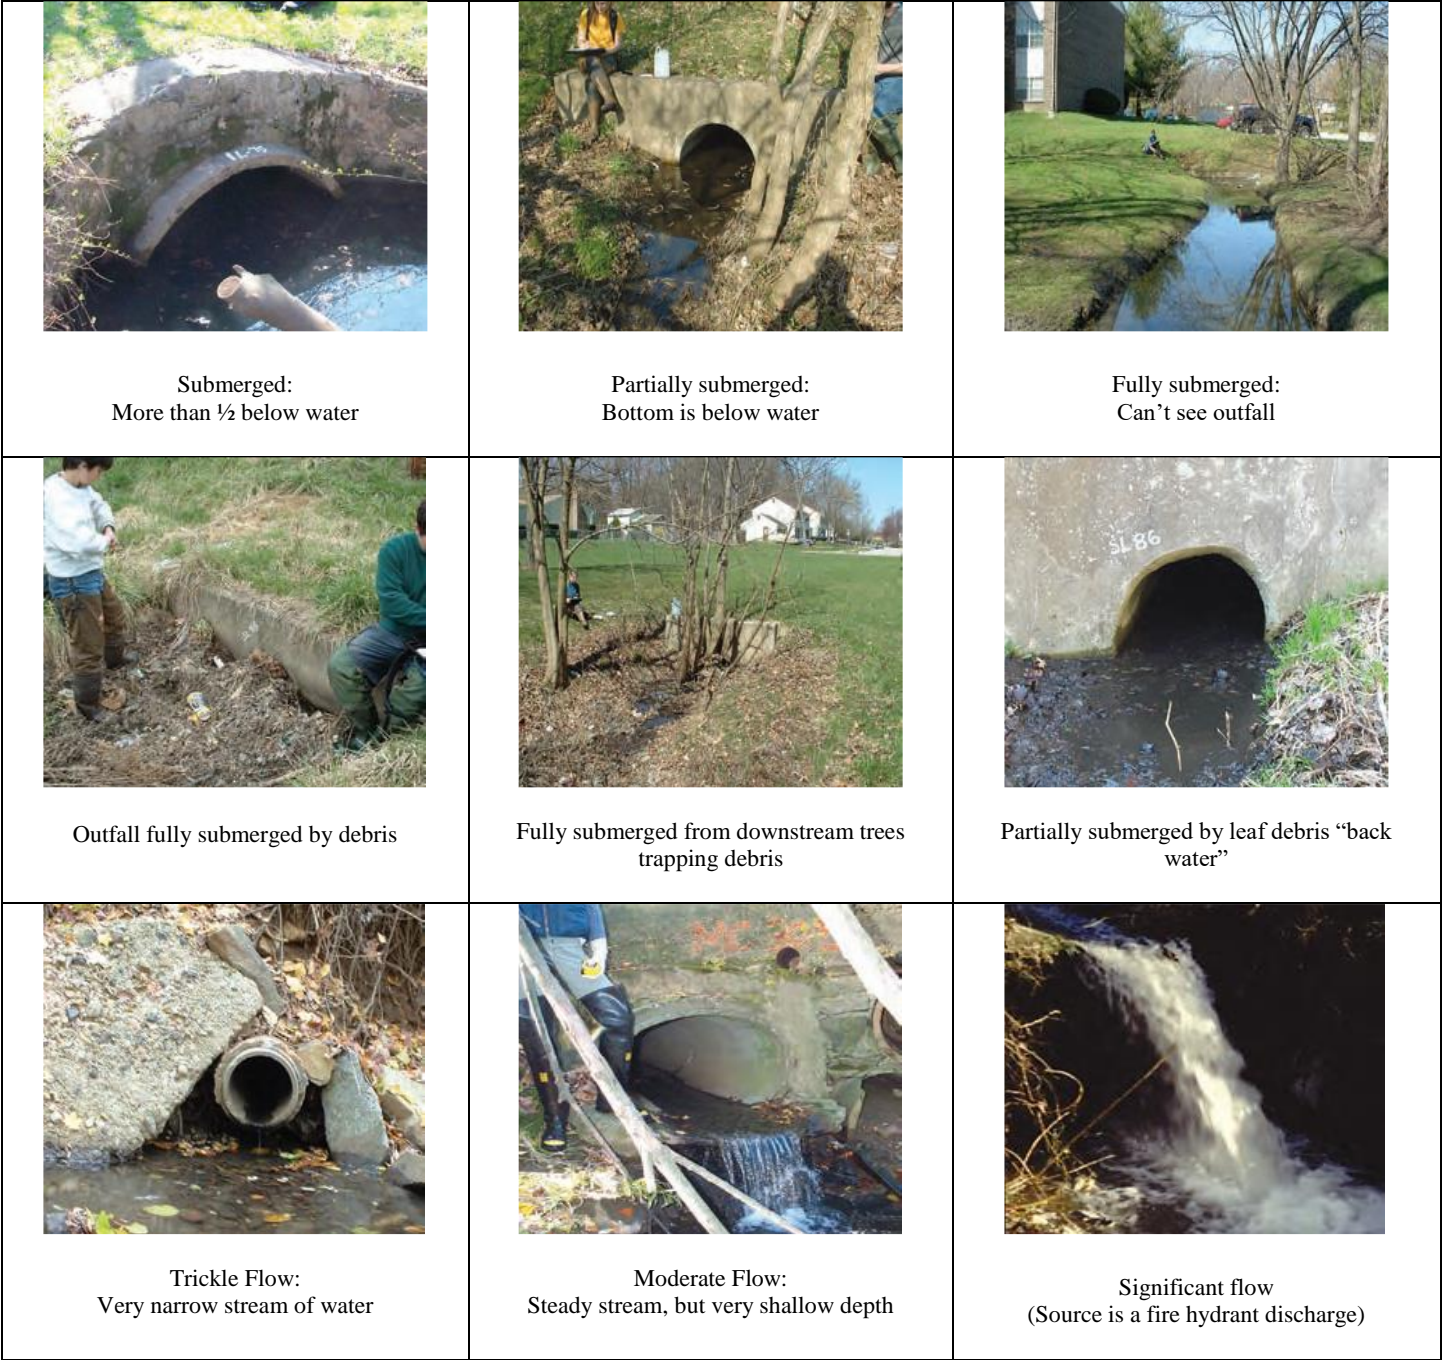 Submerged:
More than ½ below water
Partially submerged:
Bottom is below water
Fully submerged:
Can’t see outfall
SL 86
Outfall fully submerged by debris
Fully submerged from downstream trees
trapping debris
Partially submerged by leaf debris “back
water”
MC
Trickle Flow:
Very narrow stream of water
Moderate Flow:
Steady stream, but very shallow depth
Significant flow
(Source is a fire hydrant discharge)